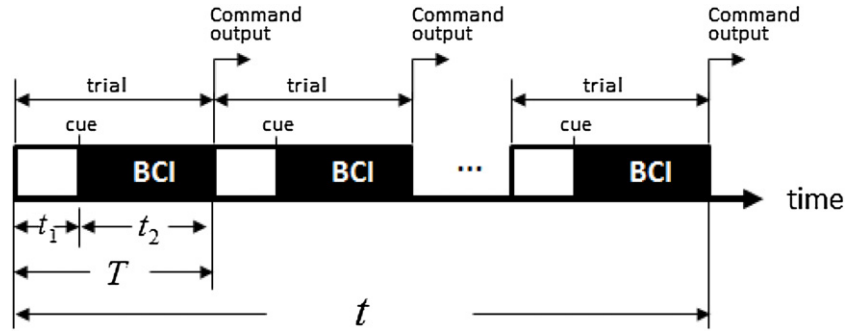 Command
output
Command
output
Command
output
trial
trial
trial
cue
cue
cue
BCI
BCI
...
BCI
time
t1
t2
T
t